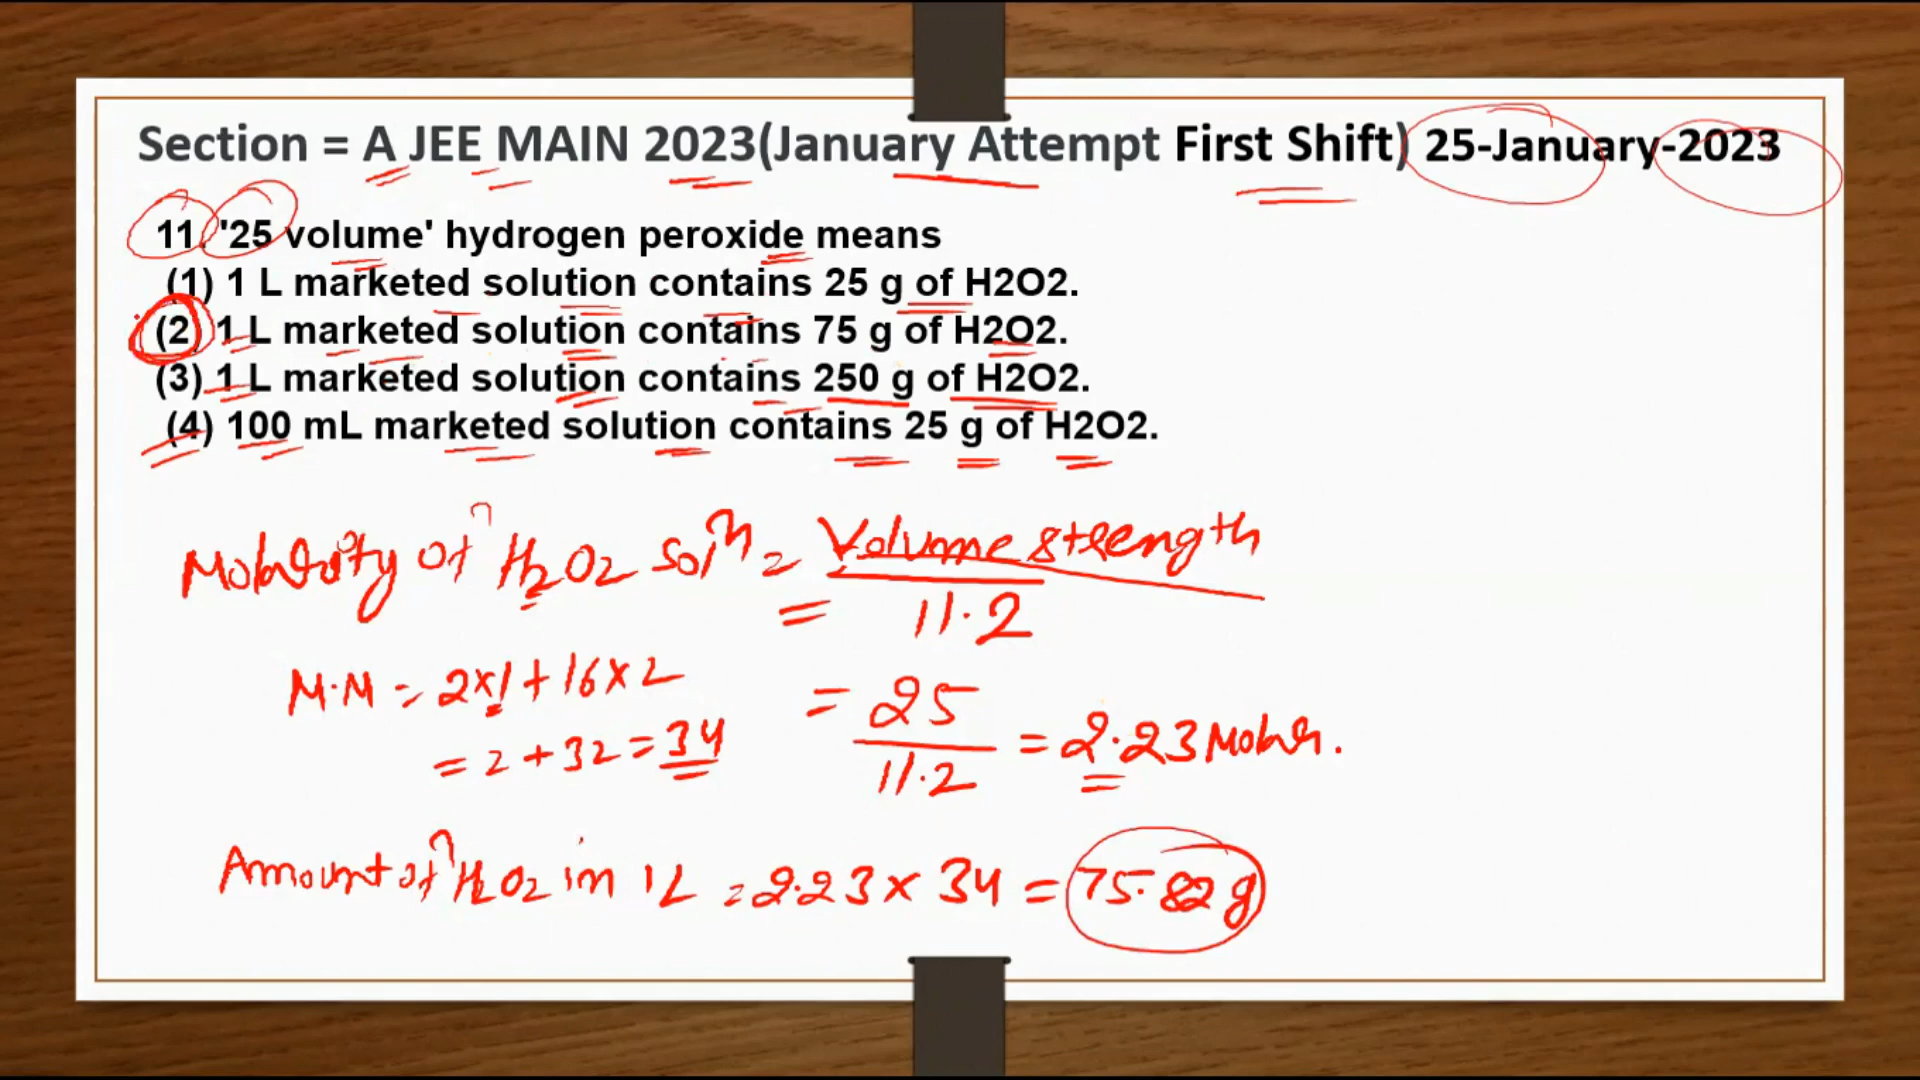 Section = A JEE MAIN 2023(January Attempt First Shift) 25-January-2023
11. '25 volume' hydrogen peroxide means
(1) 1 L marketed solution contains 25 g of H2O2.
(2) 1 L marketed solution contains 75 g of H2O2.
(3) 1 L marketed solution contains 250 g of H2O2.
(4) 100 mL marketed solution contains 25 g of H2O2.
Molarity of H2O2 soln = Volume strength
= 11.2
M.M = 2×1+16×2
= 25
= 2+32=34
11.2 = 2.23 Molar.
Amount of H2O2 in 1L = 2.23 × 34 = 75.82 g